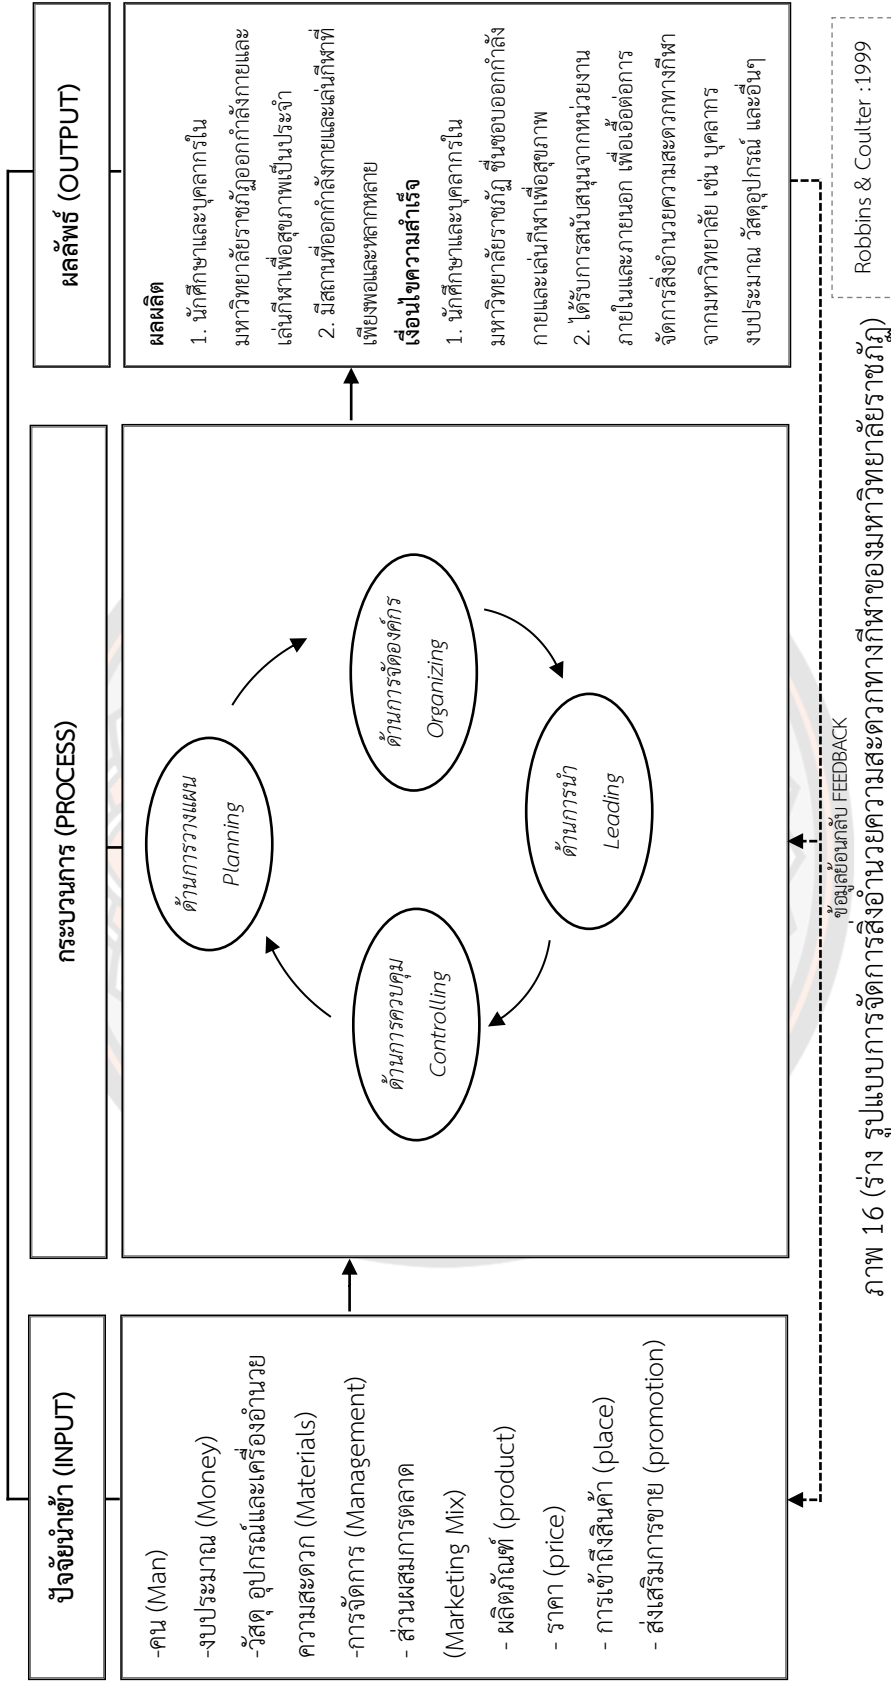 ปัจจัยนำเข้า (INPUT)
-คน (Man)
-งบประมาณ (Money)
-วัสดุ อุปกรณ์และเครื่องอำนวย
ความสะดวก (Materials)
-การจัดการ (Management)
- ส่วนผสมการตลาด
(Marketing Mix)
- ผลิตภัณฑ์ (product)
- ราคา (price)
- การเข้าถึงสินค้า (place)
- ส่งเสริมการขาย (promotion)
กระบวนการ (PROCESS)
ด้านการวางแผน
Planning
ด้านการจัดองค์กร
Organizing
ด้านการนำ
Leading
ด้านการควบคุม
Controlling
ผลลัพธ์ (OUTPUT)
ผลผลิต
1. นักศึกษาและบุคลากรใน
มหาวิทยาลัยราชภัฏออกกำลังกายและ
เล่นกีฬาเพื่อสุขภาพเป็นประจำ
2. มีสถานที่ออกกำลังกายและเล่นกีฬาที่
เพียงพอและหลากหลาย
เงื่อนไขความสำเร็จ
1. นักศึกษาและบุคลากรใน
มหาวิทยาลัยราชภัฏ ชื่นชอบออกกำลัง
กายและเล่นกีฬาเพื่อสุขภาพ
2. ได้รับการสนับสนุนจากหน่วยงาน
ภายในและภายนอก เพื่อเอื้อต่อการ
จัดการสิ่งอำนวยความสะดวกทางกีฬา
จากมหาวิทยาลัย เช่น บุคลากร
งบประมาณ วัสดุอุปกรณ์ และอื่นๆ
ข้อมูลย้อนกลับ FEEDBACK
Robbins & Coulter :1999
ภาพ 16 (ร่าง รูปแบบการจัดการสิ่งอำนวยความสะดวกทางกีฬาของมหาวิทยาลัยราชภัฏ)